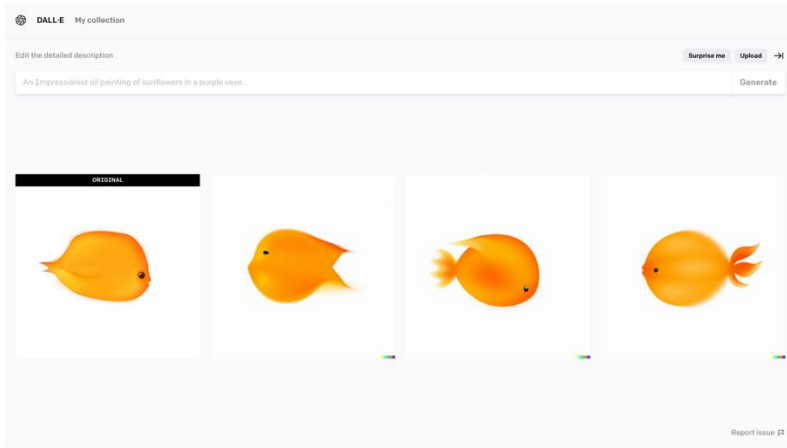 DALL·E My collection
Edit the detailed description
Surprise me Upload
An Impressionist oil painting of sunflowers in a purple vase...
Generate
ORIGINAL
Report issue